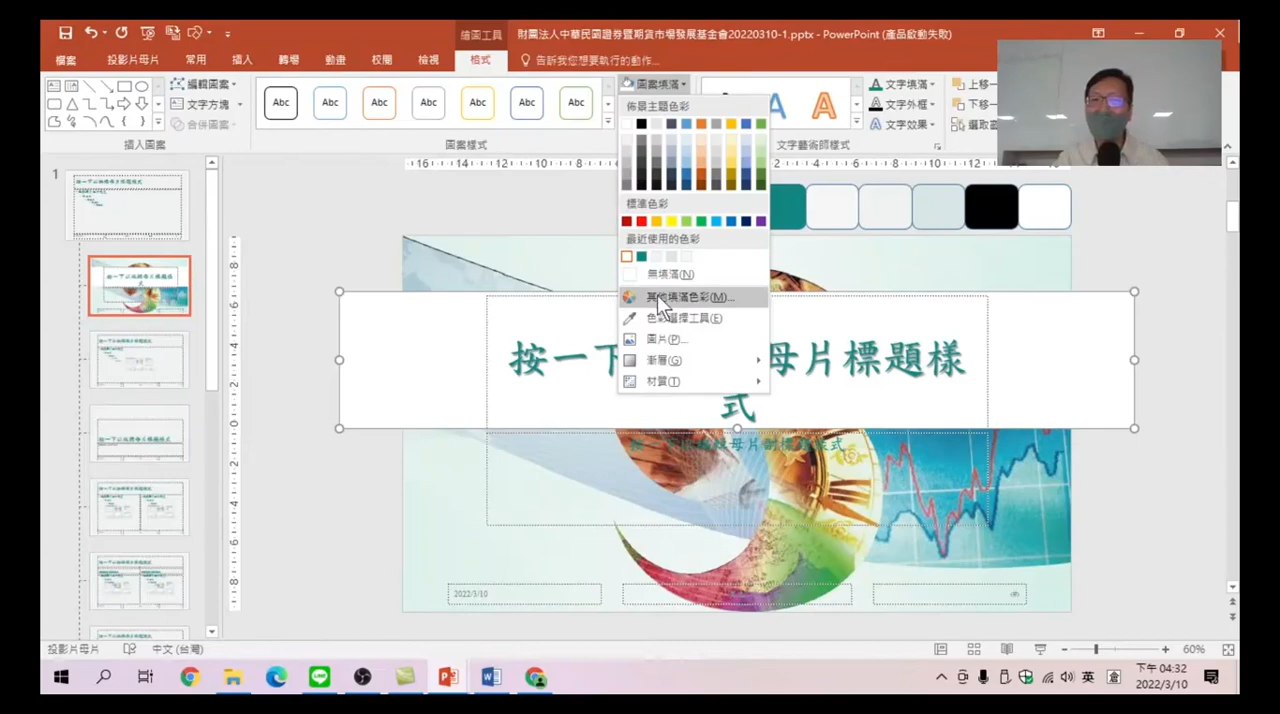 繪圖工具
財團法人中華民國證券暨期貨市場發展基金會20220310-1.pptx - PowerPoint (產品啟動失敗)
檔案 投影片母片 常用 插入 轉場 動畫 校閱 檢視 格式 告訴我您想要執行的動作...
編輯圖案
文字方塊
合併圖案
插入圖案
Abc Abc Abc Abc Abc Abc Abc
圖案樣式
圖案填滿
文字填滿
文字外框
文字效果
文字藝術師樣式
上移一
下移一
選取窗
佈景主題色彩
標準色彩
最近使用的色彩
無填滿(N)
其他填滿色彩(M)...
色彩選擇工具(E)
圖片(P)...
漸層(G)
材質(T)
16 14 12 10 8
1
按一下
母片標題樣
式
2022/3/10
投影片母片 中文 (台灣)
60%
英 倉
下午 04:32
2022/3/10